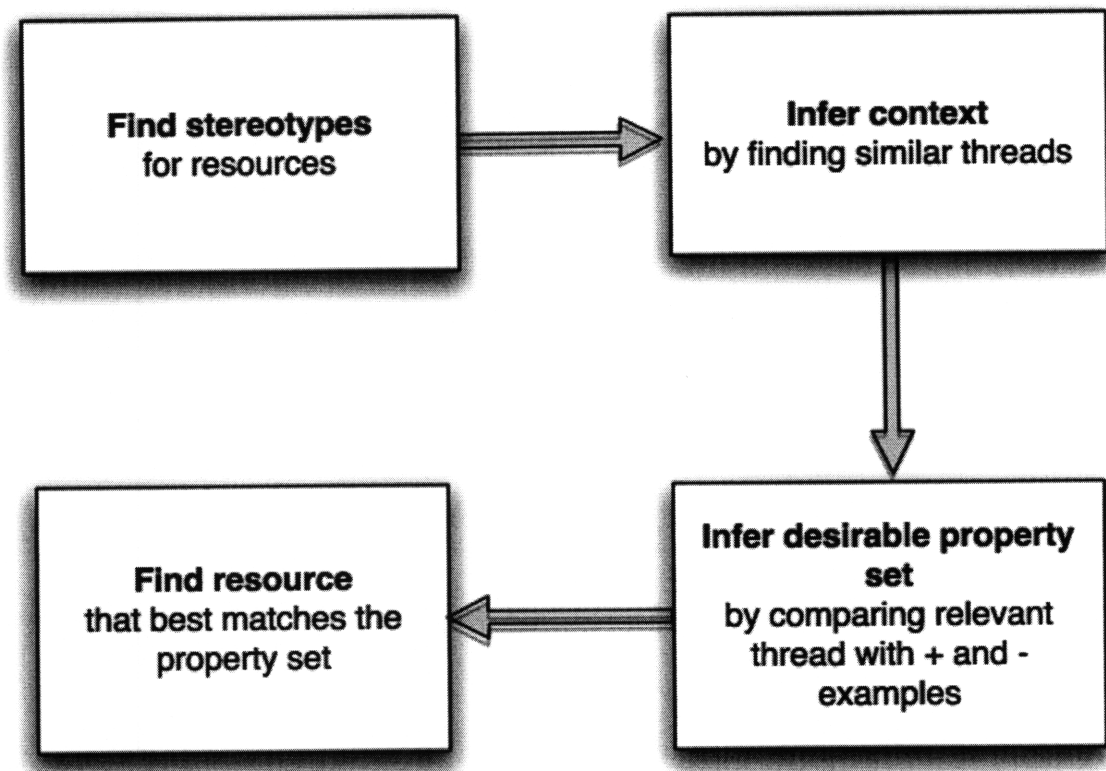 Find stereotypes
for resources
Infer context
by finding similar threads
Infer desirable property
set
by comparing relevant
thread with + and -
examples
Find resource
that best matches the
property set